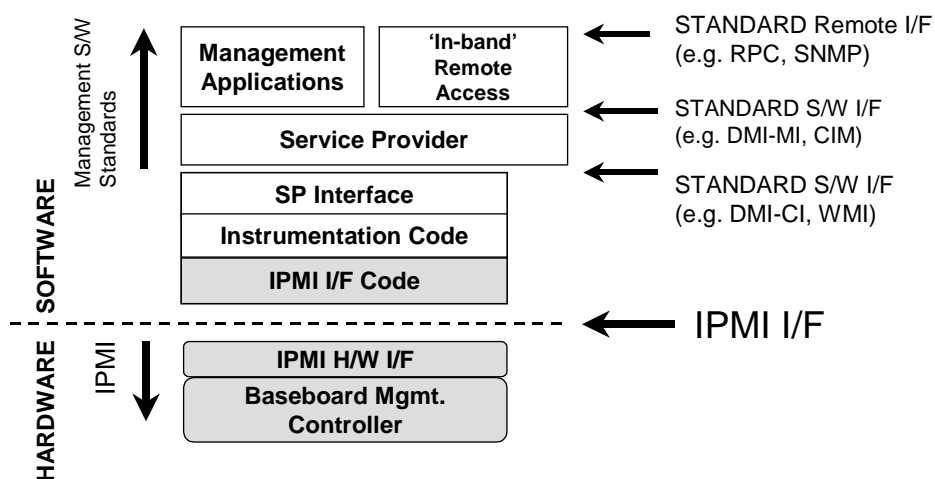 Management S/W
Standards
Management
Applications
‘In-band’
Remote
Access
STANDARD Remote I/F
(e.g. RPC, SNMP)
STANDARD S/W I/F
(e.g. DMI-MI, CIM)
Service Provider
STANDARD S/W I/F
(e.g. DMI-CI, WMI)
SP Interface
Instrumentation Code
IPMI I/F Code
SOFTWARE
IPMI I/F
HARDWARE
IPMI
IPMI H/W I/F
Baseboard Mgmt.
Controller